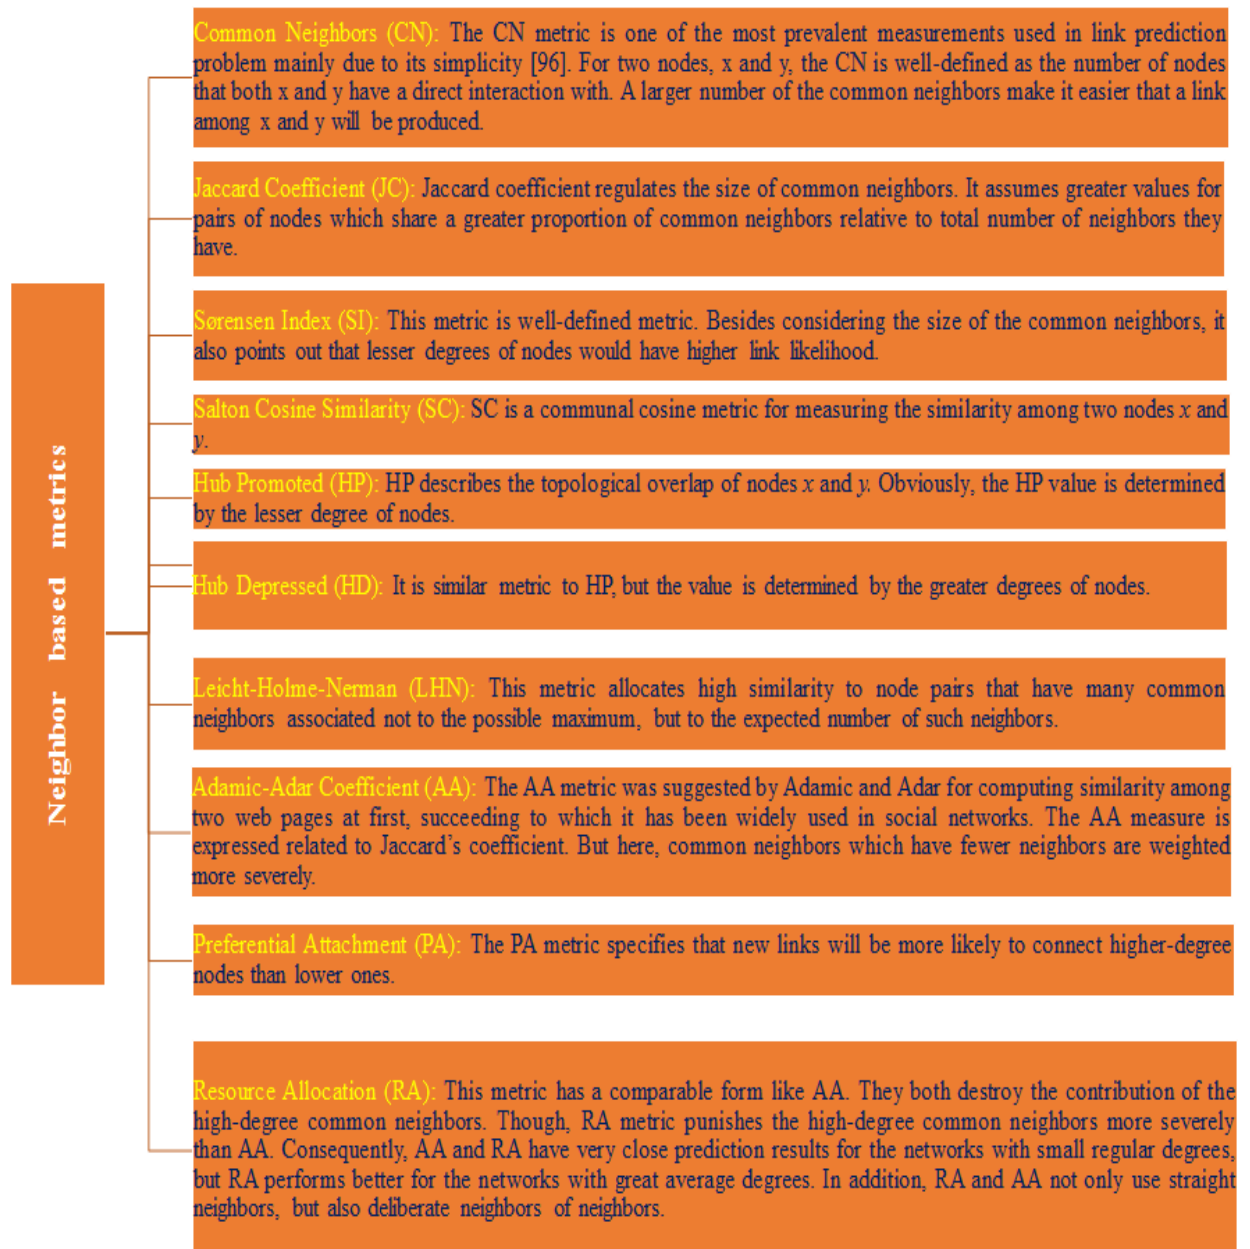 Neighbor based metrics
Common Neighbors (CN): The CN metric is one of the most prevalent measurements used in link prediction
problem mainly due to its simplicity [96]. For two nodes, x and y, the CN is well-defined as the number of nodes
that both x and y have a direct interaction with. A larger number of the common neighbors make it easier that a link
among x and y will be produced.
Jaccard Coefficient (JC): Jaccard coefficient regulates the size of common neighbors. It assumes greater values for
pairs of nodes which share a greater proportion of common neighbors relative to total number of neighbors they
have.
Sørensen Index (SI): This metric is well-defined metric. Besides considering the size of the common neighbors, it
also points out that lesser degrees of nodes would have higher link likelihood.
Salton Cosine Similarity (SC): SC is a communal cosine metric for measuring the similarity among two nodes x and
y.
Hub Promoted (HP): HP describes the topological overlap of nodes x and y. Obviously, the HP value is determined
by the lesser degree of nodes.
Hub Depressed (HD): It is similar metric to HP, but the value is determined by the greater degrees of nodes.
Leicht-Holme-Nerman (LHN): This metric allocates high similarity to node pairs that have many common
neighbors associated not to the possible maximum, but to the expected number of such neighbors.
Adamic-Adar Coefficient (AA): The AA metric was suggested by Adamic and Adar for computing similarity among
two web pages at first, succeeding to which it has been widely used in social networks. The AA measure is
expressed related to Jaccard's coefficient. But here, common neighbors which have fewer neighbors are weighted
more severely.
Preferential Attachment (PA): The PA metric specifies that new links will be more likely to connect higher-degree
nodes than lower ones.
Resource Allocation (RA): This metric has a comparable form like AA. They both destroy the contribution of the
high-degree common neighbors. Though, RA metric punishes the high-degree common neighbors more severely
than AA. Consequently, AA and RA have very close prediction results for the networks with small regular degrees,
but RA performs better for the networks with great average degrees. In addition, RA and AA not only use straight
neighbors, but also deliberate neighbors of neighbors.